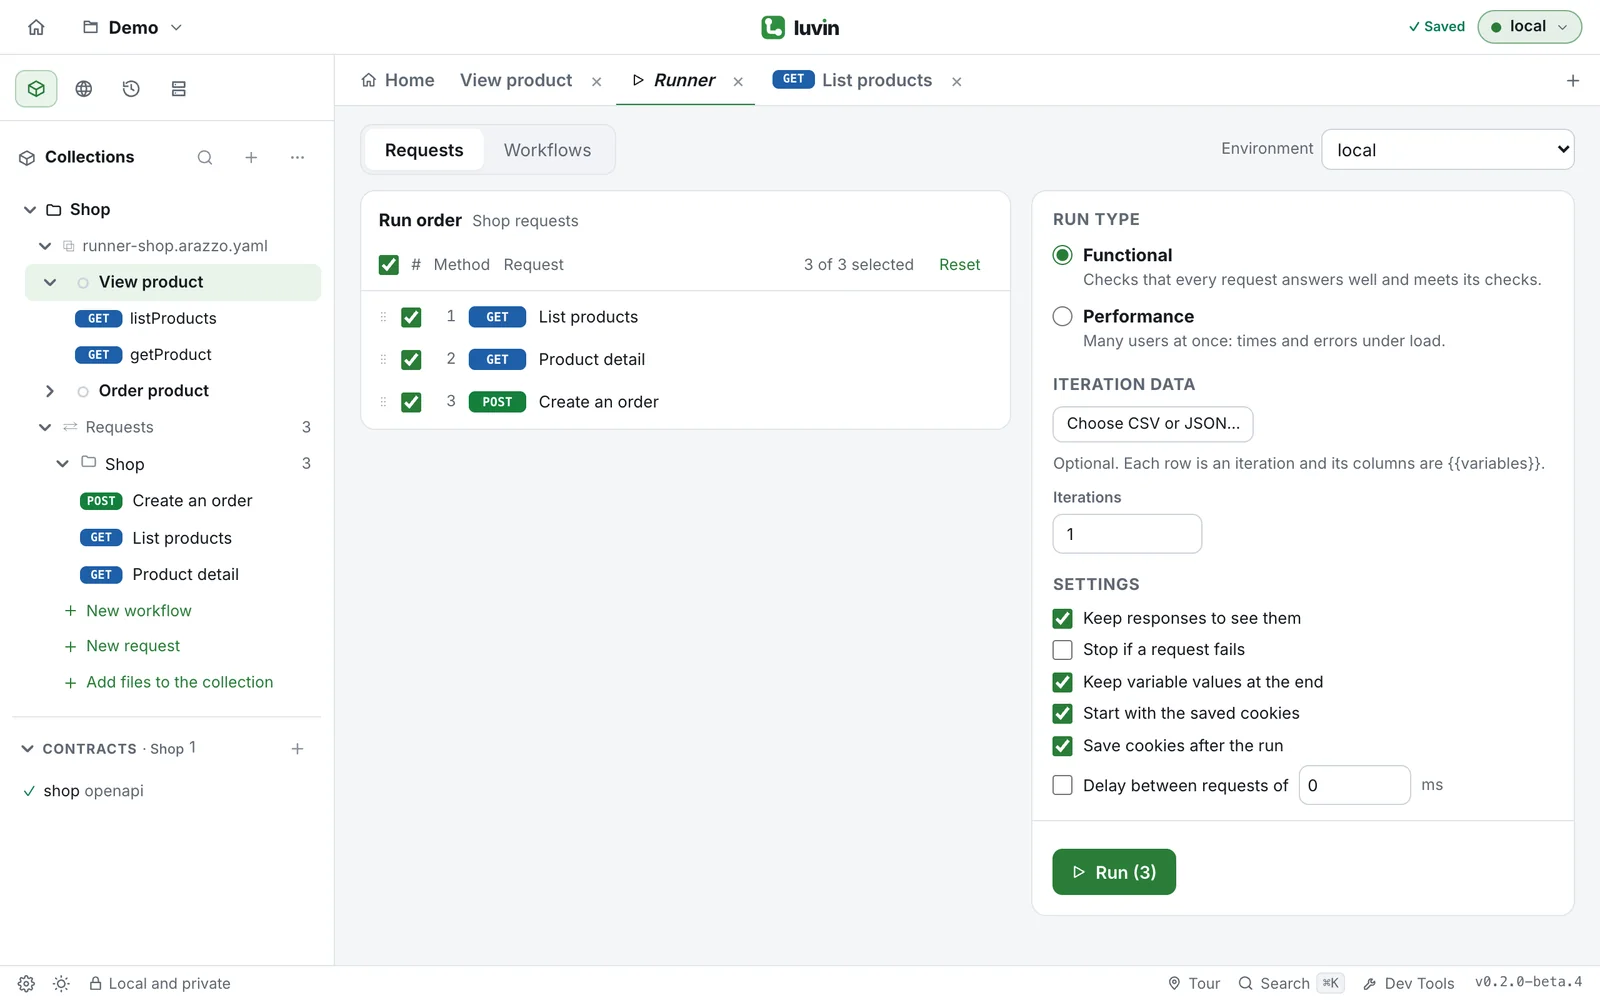 Demo
luvin
Saved
local
Home
View product
Runner
GET List products
Collections
Shop
runner-shop.arazzo.yaml
View product
GET listProducts
GET getProduct
Order product
Requests 3
Shop 3
POST Create an order
GET List products
GET Product detail
+ New workflow
+ New request
+ Add files to the collection
CONTRACTS · Shop 1
shop openapi
Requests
Workflows
Environment
local
Run order Shop requests
# Method Request 3 of 3 selected Reset
1 GET List products
2 GET Product detail
3 POST Create an order
RUN TYPE
Functional
Checks that every request answers well and meets its checks.
Performance
Many users at once: times and errors under load.
ITERATION DATA
Choose CSV or JSON...
Optional. Each row is an iteration and its columns are {{variables}}.
Iterations
1
SETTINGS
Keep responses to see them
Stop if a request fails
Keep variable values at the end
Start with the saved cookies
Save cookies after the run
Delay between requests of 0 ms
Run (3)
Local and private
Tour
Search ⌘K
Dev Tools
v0.2.0-beta.4